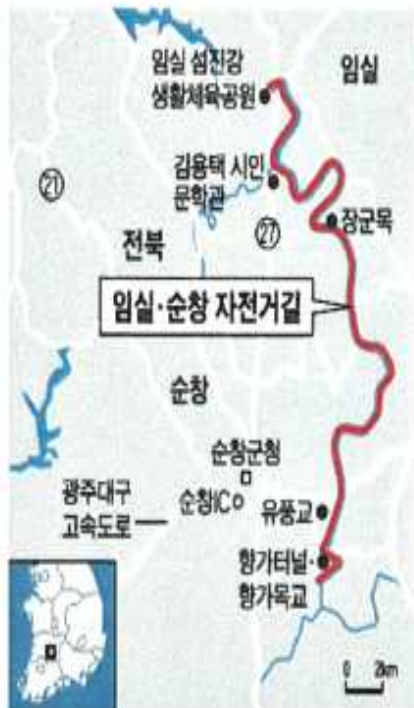 임실 섬진강
생활체육공원
임실
김용택 시인
문학관
21
27
장군목
전북
임실·순창 자전거길
순창
순창군청
순창IC
광주대구
고속도로
유풍교
향가터널·
향가목교
0 2km